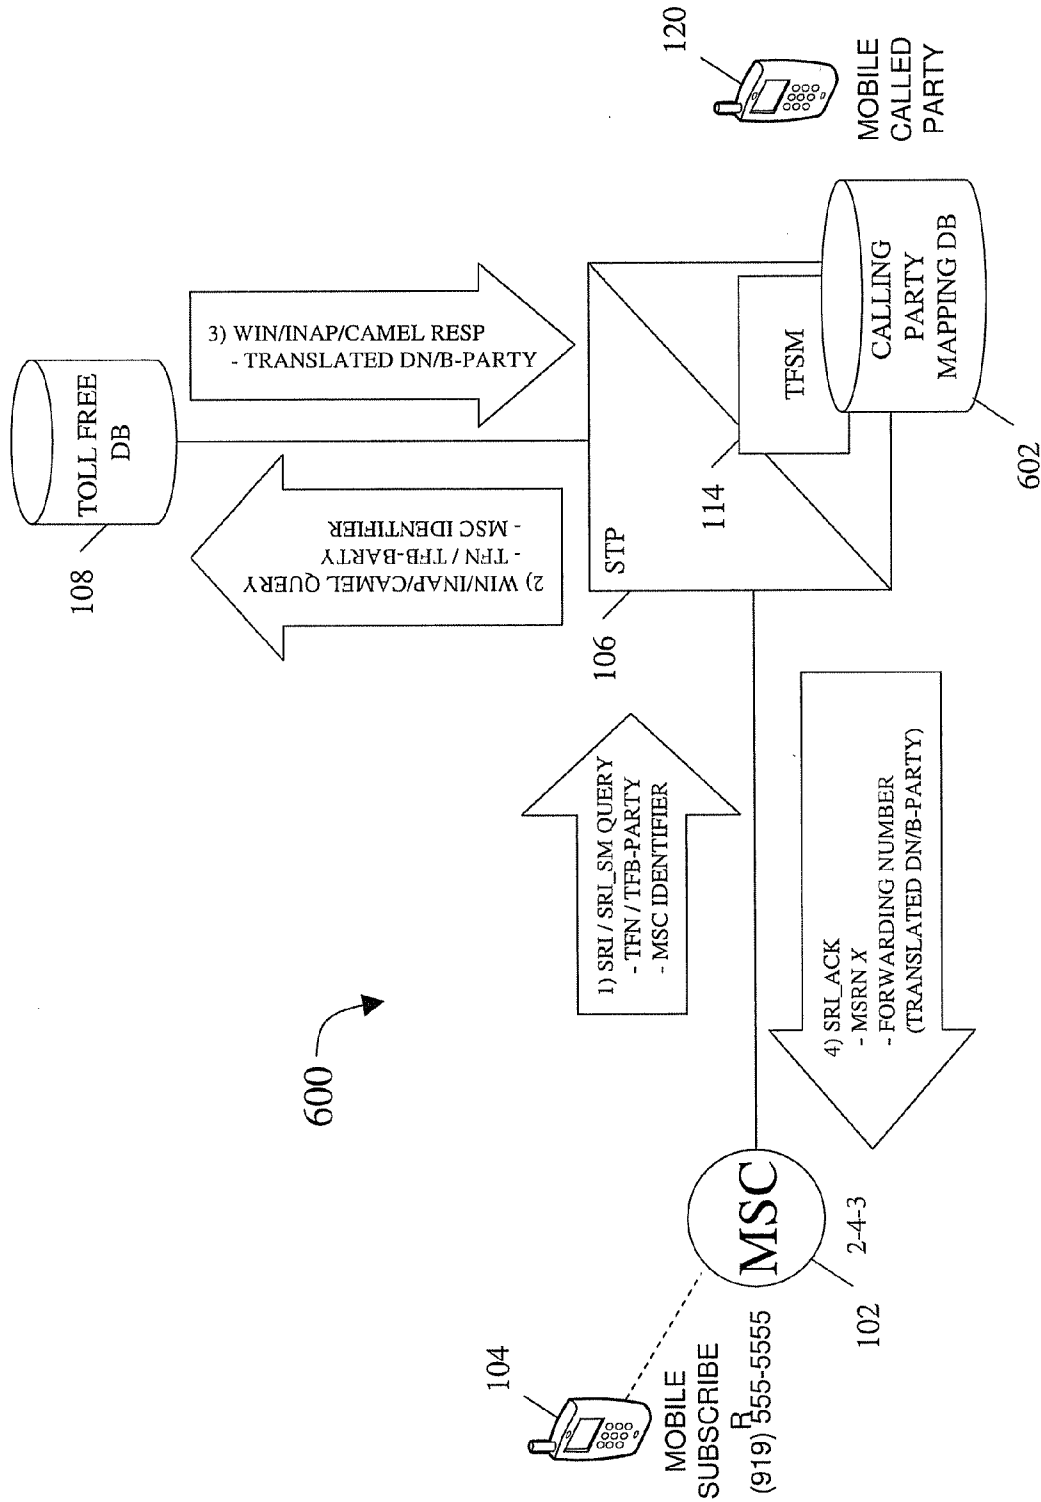 108
TOLL FREE
DB
2) WIN/INAP/CAMEL QUERY
- TFN / TFB-BARTY
- MSC IDENTIFIER
3) WIN/INAP/CAMEL RESP
- TRANSLATED DN/B-PARTY
600
1) SRI / SRI_SM QUERY
- TFN / TFB-PARTY
- MSC IDENTIFIER
106
STP
114
TFSM
120
MOBILE
CALLED
PARTY
104
MOBILE
SUBSCRIBE
R
(919) 555-5555
MSC
2-4-3
102
4) SRI_ACK
- MSRN X
- FORWARDING NUMBER
(TRANSLATED DN/B-PARTY)
CALLING
PARTY
MAPPING DB
602